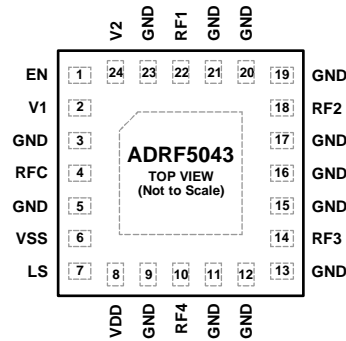 V2 GND RF1 GND GND
24 23 22 21 20
EN 1
V1 2
GND 3
RFC 4
GND 5
VSS 6
LS 7
ADRF5043
TOP VIEW
(Not to Scale)
19 GND
18 RF2
17 GND
16 GND
15 GND
14 RF3
13 GND
8 9 10 11 12
VDD GND RF4 GND GND